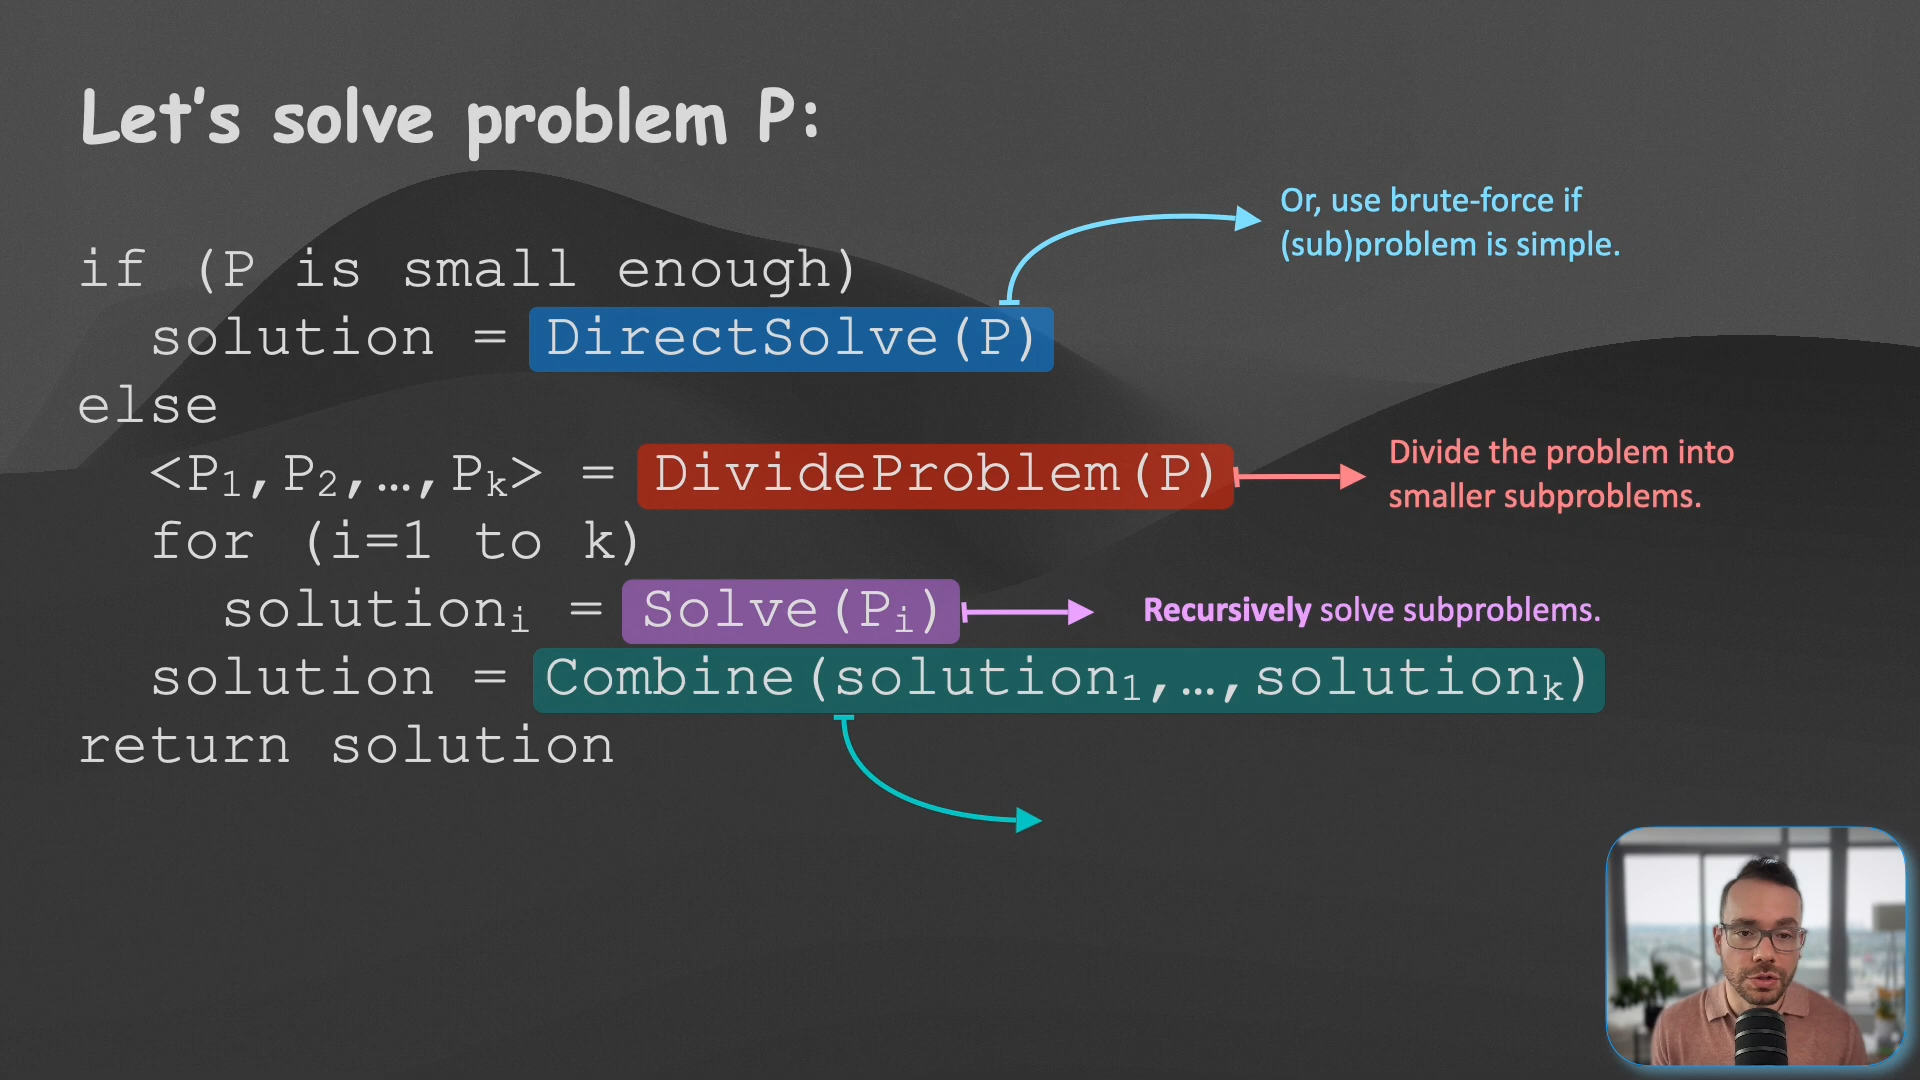 Let's solve problem P:
Or, use brute-force if
(sub)problem is simple.
if (P is small enough)
solution = DirectSolve(P)
else
<P₁,P₂,…,Pₖ> = DivideProblem(P)
Divide the problem into
smaller subproblems.
for (i=1 to k)
solutionᵢ = Solve(Pᵢ)
Recursively solve subproblems.
solution = Combine(solution₁,…,solutionₖ)
return solution